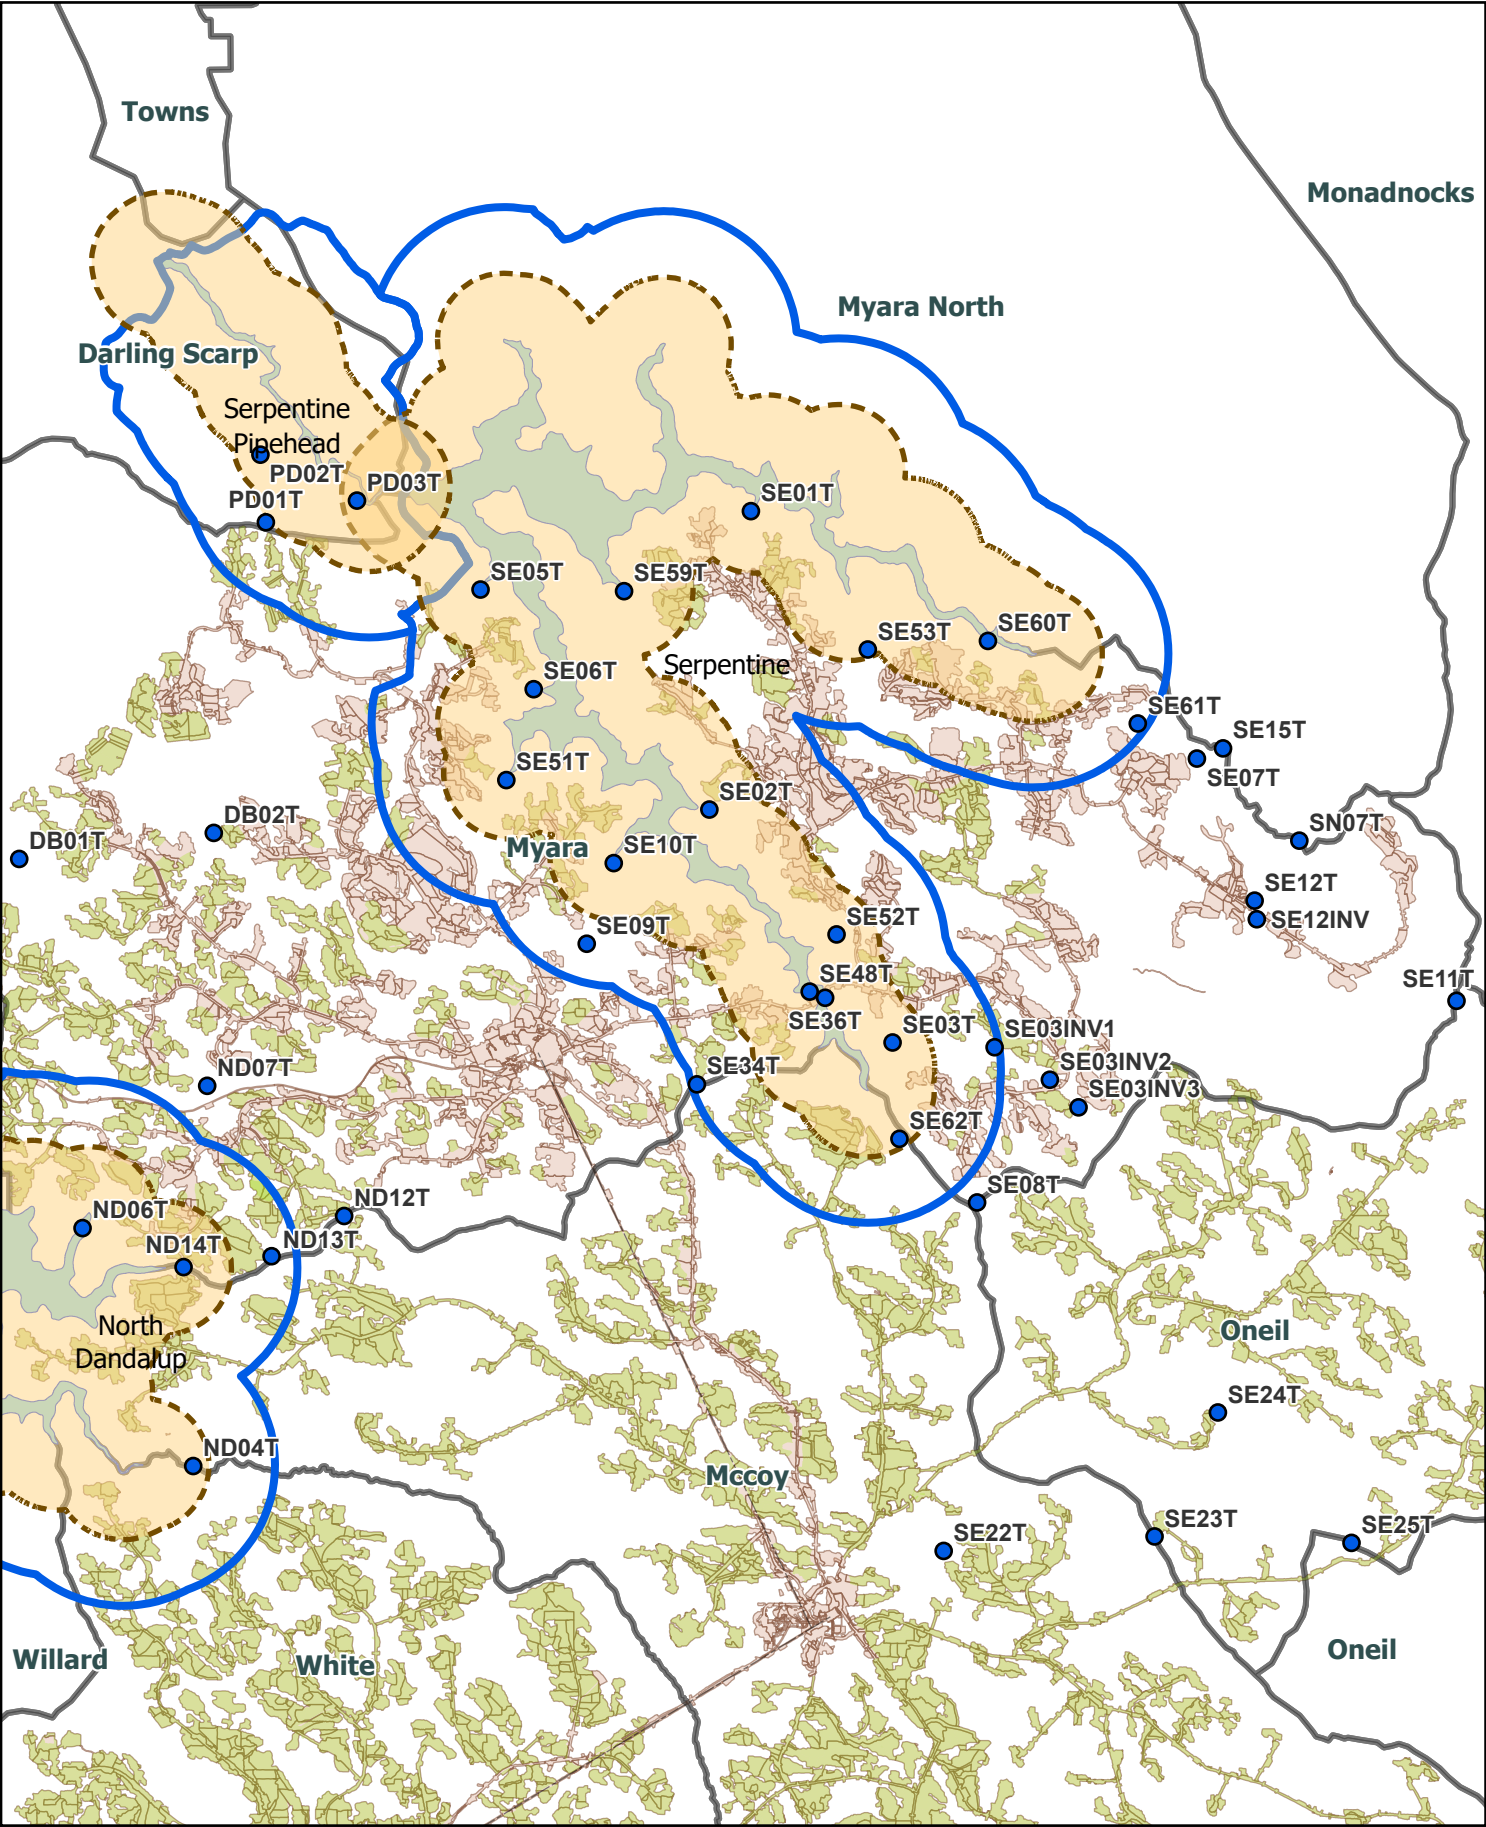 Towns
Monadnocks
Myara North
Darling Scarp
Serpentine
Pipehead
PD02T
PD03T
PD01T
SE01T
SE05T
SE59T
SE53T
SE60T
Serpentine
SE06T
SE61T
SE15T
SE07T
SE51T
SE02T
DB02T
DB01T
SN07T
Myara
SE10T
SE12T
SE12INV
SE09T
SE52T
SE48T
SE11T
SE36T
SE03T
SE03INV1
ND07T
SE34T
SE03INV2
SE03INV3
SE62T
SE08T
ND06T
ND12T
ND14T
ND13T
North
Dandalup
Oneil
SE24T
ND04T
Mccoy
SE22T
SE23T
SE25T
Willard
White
Oneil